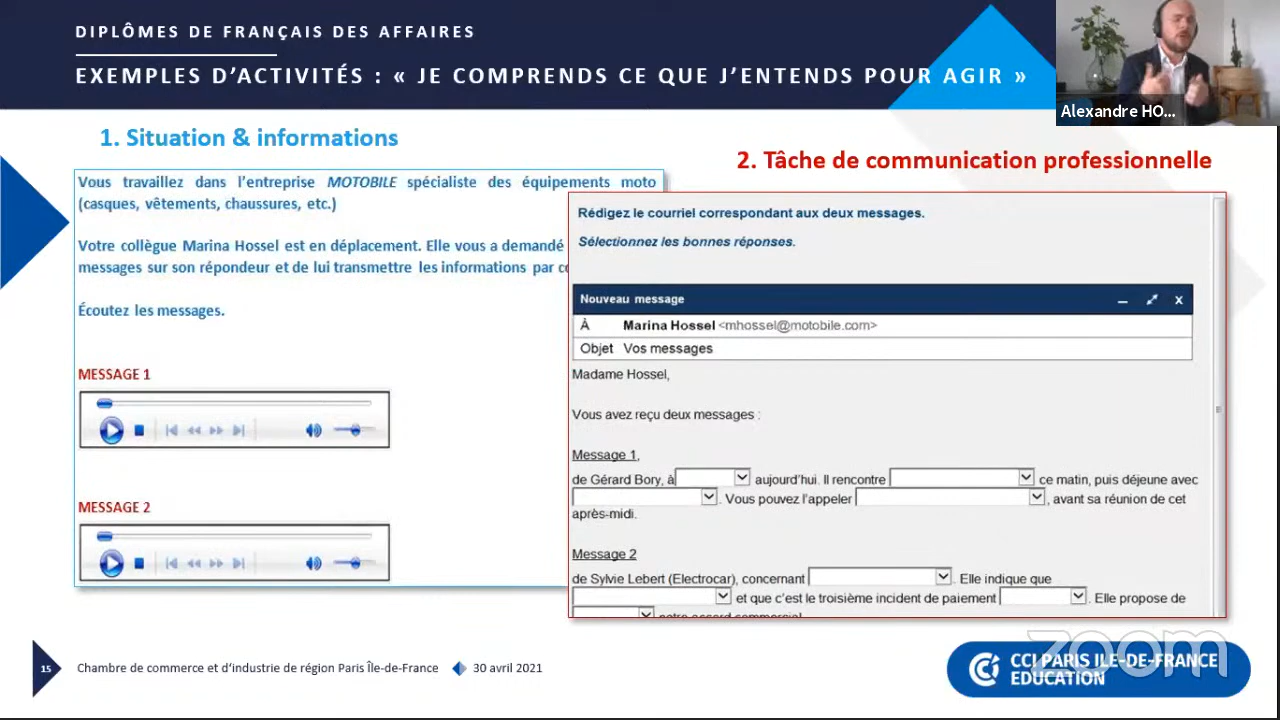 DIPLÔMES DE FRANÇAIS DES AFFAIRES
EXEMPLES D'ACTIVITÉS : « JE COMPRENDS CE QUE J'ENTENDS POUR AGIR »
Alexandre HO...
1. Situation & informations
Vous travaillez dans l'entreprise MOTOBILE spécialiste des équipements moto
(casques, vêtements, chaussures, etc.)
Votre collègue Marina Hossel est en déplacement. Elle vous a demandé
messages sur son répondeur et de lui transmettre les informations par
Écoutez les messages.
MESSAGE 1
MESSAGE 2
2. Tâche de communication professionnelle
Rédigez le courriel correspondant aux deux messages.
Sélectionnez les bonnes réponses.
Nouveau message
À Marina Hossel <mhossel@motobile.com>
Objet Vos messages
Madame Hossel,
Vous avez reçu deux messages :
Message 1,
de Gérard Bory, à aujourd'hui. Il rencontre ce matin, puis déjeune avec
. Vous pouvez l'appeler , avant sa réunion de cet
après-midi.
Message 2
de Sylvie Lebert (Electrocar), concernant . Elle indique que
et que c'est le troisième incident de paiement . Elle propose de
notre accord commercial
15 Chambre de commerce et d'industrie de région Paris Île-de-France 30 avril 2021
CCI PARIS ILE-DE-FRANCE
EDUCATION
zoom